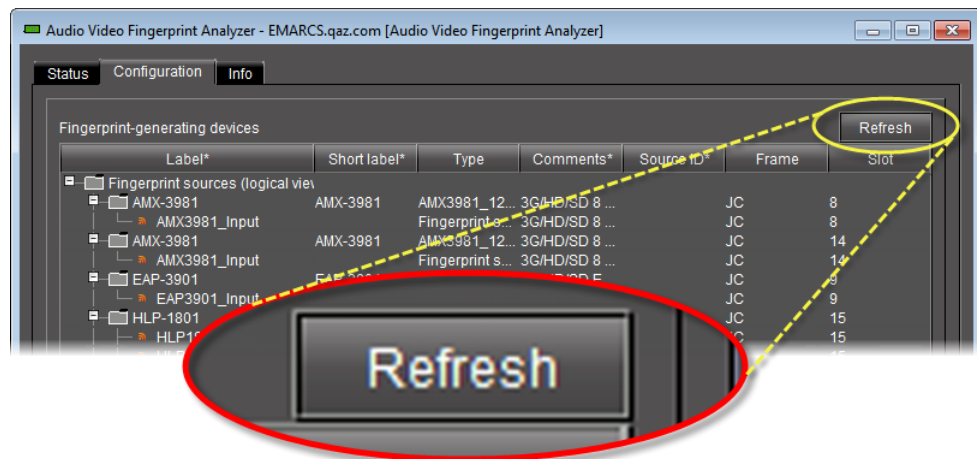 Audio Video Fingerprint Analyzer - EMARCS.qaz.com [Audio Video Fingerprint Analyzer]
Status Configuration Info
Fingerprint-generating devices Refresh
Label* Short label* Type Comments* Source ID* Frame Slot
Fingerprint sources (logical view
AMX-3981 AMX-3981 AMX3981_12... 3G/HD/SD 8 ... JC 8
AMX3981_Input Fingerprint s... 3G/HD/SD 8 ... JC 8
AMX-3981 AMX-3981 AMX3981_12... 3G/HD/SD 8 ... JC 14
AMX3981_Input Fingerprint s... 3G/HD/SD 8 ... JC 14
EAP-3901 JC 9
EAP3901_Input JC 9
HLP-1801 JC 15
JC 15
Refresh